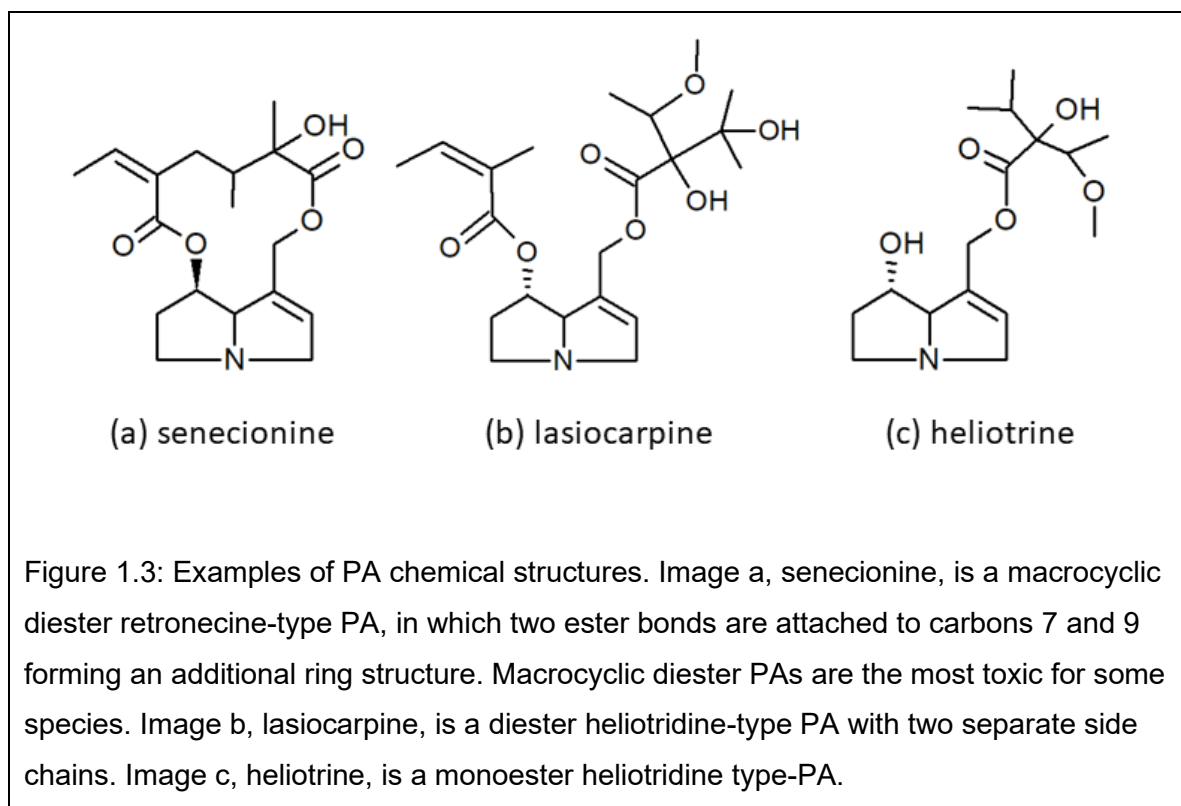 O
OH
O
O
O
O
N
O
OH
O
OH
O
O
O
N
OH
O
O
O
OH
N
(a) senecionine
(b) lasiocarpine
(c) heliotrine
Figure 1.3: Examples of PA chemical structures. Image a, senecionine, is a macrocyclic
diester retronecine-type PA, in which two ester bonds are attached to carbons 7 and 9
forming an additional ring structure. Macrocyclic diester PAs are the most toxic for some
species. Image b, lasiocarpine, is a diester heliotridine-type PA with two separate side
chains. Image c, heliotrine, is a monoester heliotridine type-PA.